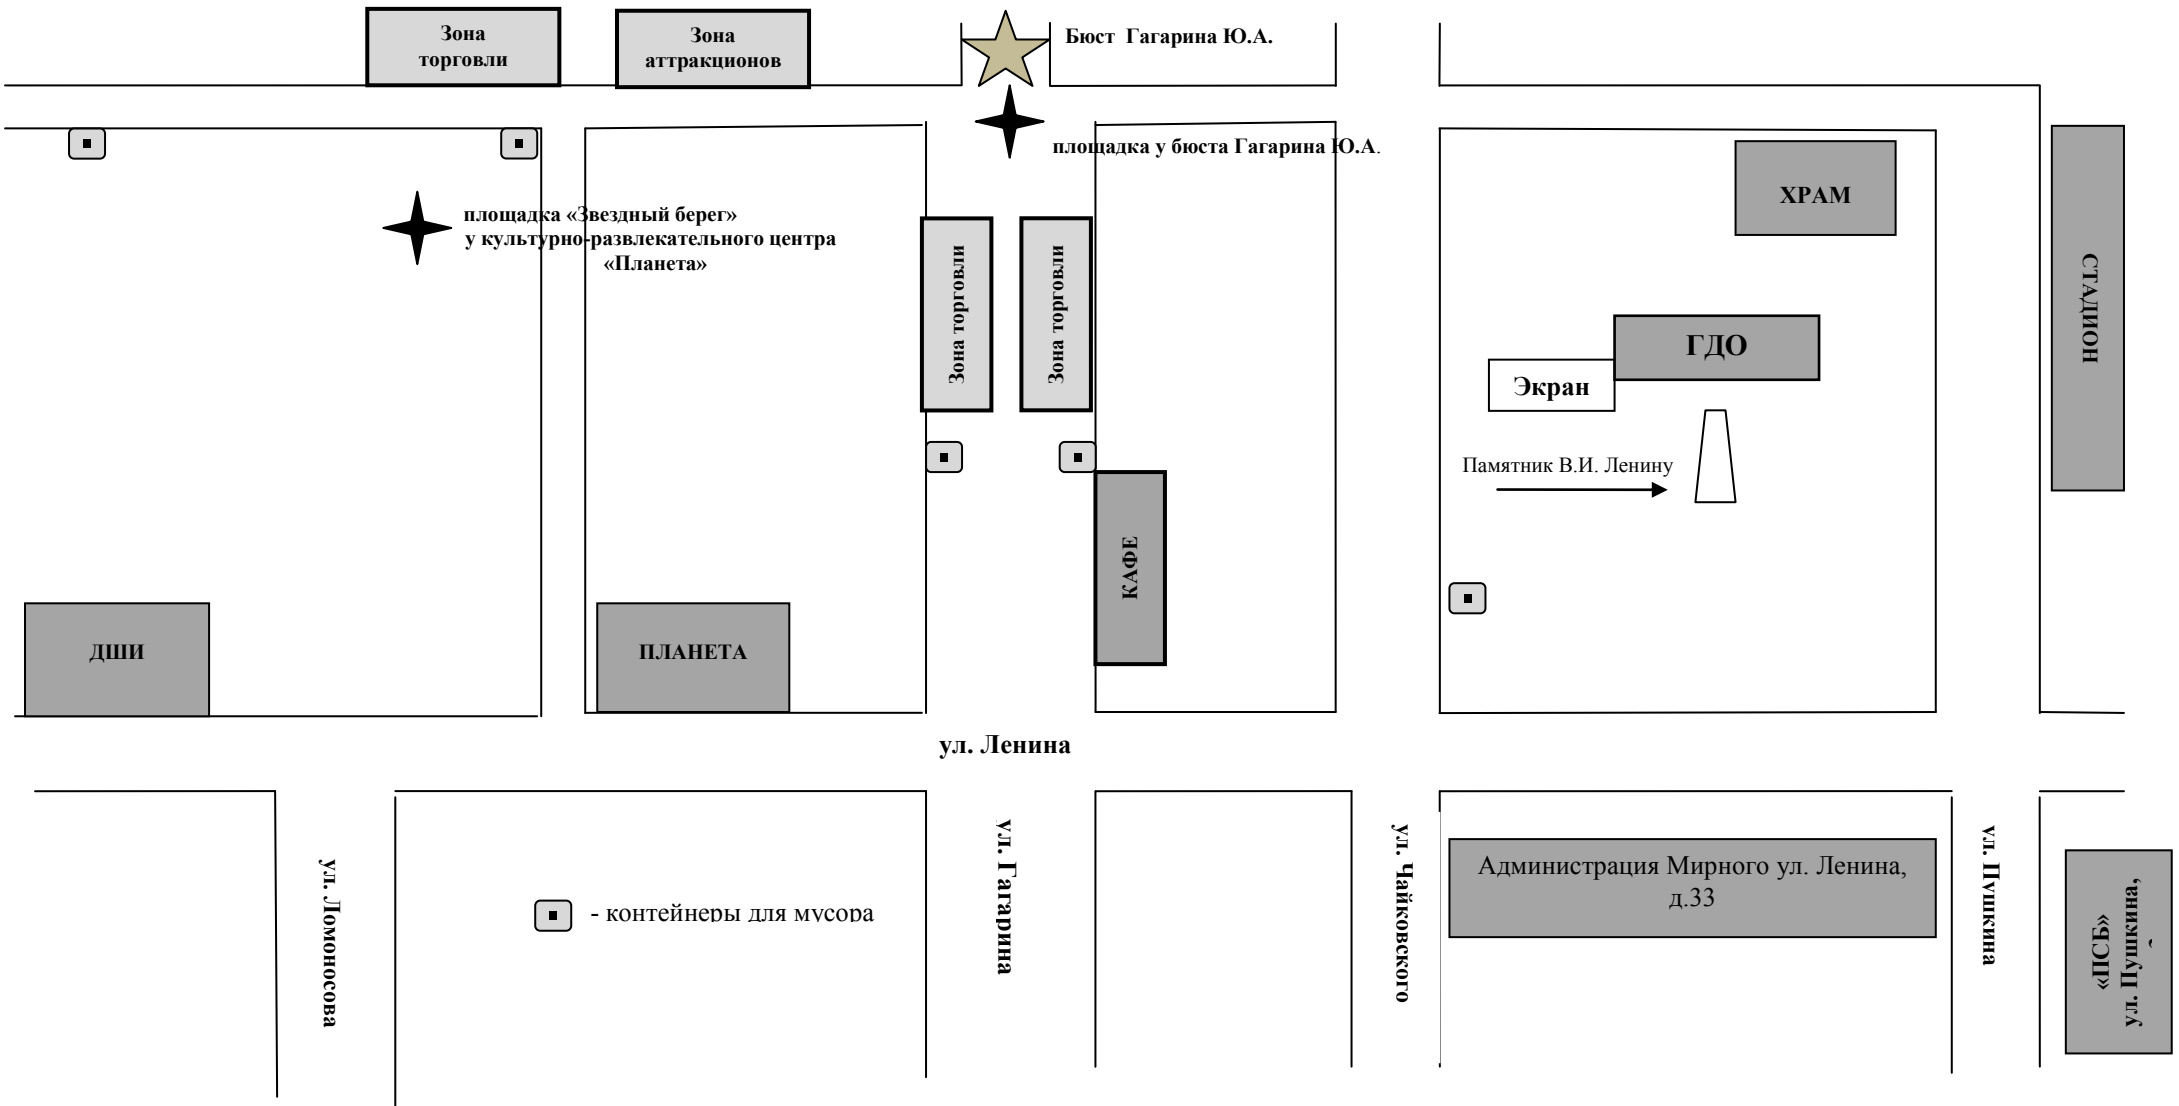 Зона
торговли
Зона
аттракционов
Бюст Гагарина Ю.А.
площадка у бюста Гагарина Ю.А.
ХРАМ
площадка «Звездный берег»
у культурно-развлекательного центра
«Планета»
Зона торговли
Зона торговли
СТАДИОН
ГДО
Экран
Памятник В.И. Ленину
КАФЕ
ДШИ
ПЛАНЕТА
ул. Ленина
ул. Ломоносова
ул. Гагарина
ул. Чайковского
ул. Пушкина
- контейнеры для мусора
Администрация Мирного ул. Ленина,
д.33
«ПСБ»
ул. Пушкина,